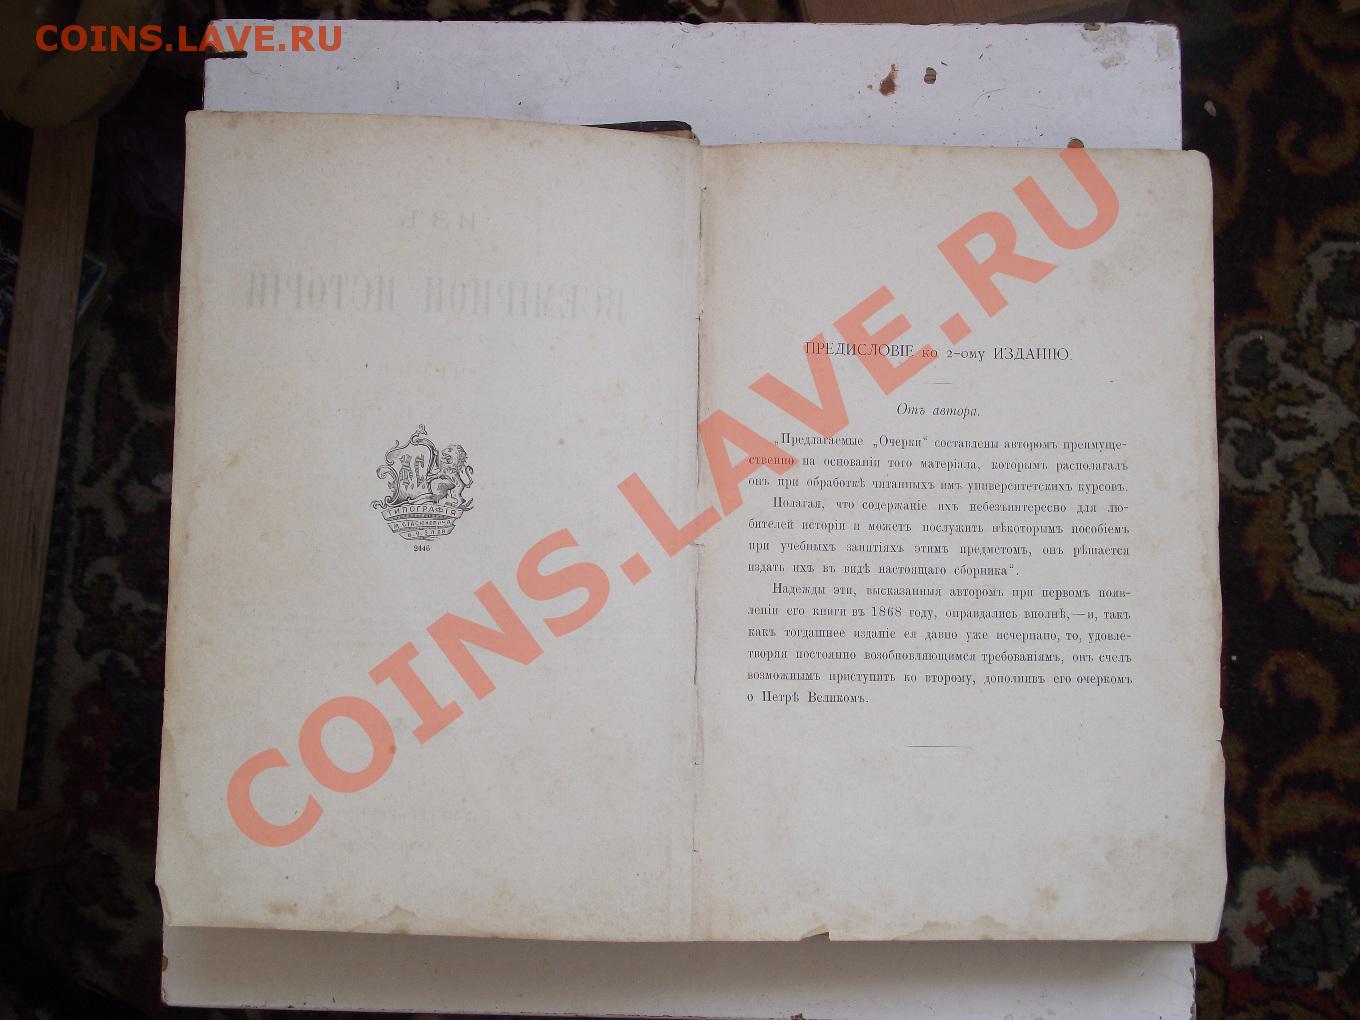 COINS.LAVE.RU
ИЗЪ
ВСЕМІРНОЙ ИСТОРІИ
ТИПОГРАФІЯ
М. СТАСЮЛЕВИЧА
2446
ПРЕДИСЛОВІЕ ко 2-ому ИЗДАНІЮ.
Отъ автора.
„Предлагаемые „Очерки“ составлены авторомъ преимуще-
ственно на основаніи того матеріала, которымъ располагалъ
онъ при обработкѣ читанныхъ имъ университетскихъ курсовъ.
Полагая, что содержаніе ихъ небезъинтересно для лю-
бителей исторіи и можетъ послужить нѣкоторымъ пособіемъ
при учебныхъ занятіяхъ этимъ предметомъ, онъ рѣшается
издать ихъ въ видѣ настоящаго сборника“.
Надежды эти, высказанныя авторомъ при первомъ появ-
леніи его книги въ 1868 году, оправдались вполнѣ,—и, такъ
какъ тогдашнее изданіе ея давно уже исчерпано, то, удовле-
творяя постоянно возобновляющимся требованіямъ, онъ счелъ
возможнымъ приступить ко второму, дополнивъ его очеркомъ
о Петрѣ Великомъ.
COINS.LAVE.RU